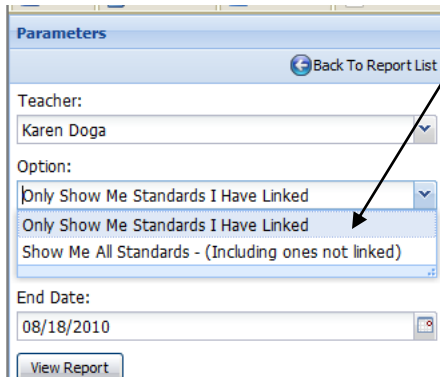 Parameters
Back To Report List
Teacher:
Karen Doga
Option:
Only Show Me Standards I Have Linked
Only Show Me Standards I Have Linked
Show Me All Standards - (Including ones not linked)
End Date:
08/18/2010
View Report